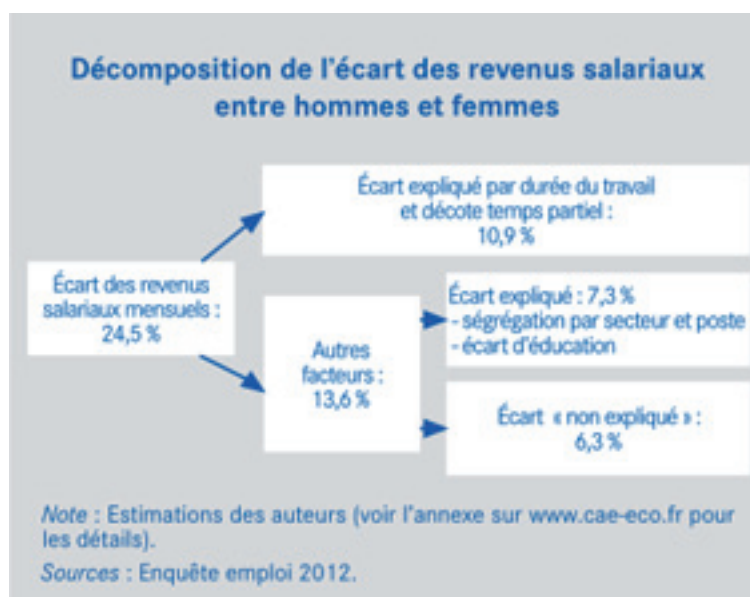 Décomposition de l'écart des revenus salariaux
entre hommes et femmes
Écart expliqué par durée du travail
et décote temps partiel :
10,9 %
Écart des revenus
salariaux mensuels :
24,5 %
Autres
facteurs :
13,6 %
Écart expliqué : 7,3 %
- ségrégation par secteur et poste
- écart d'éducation
Écart « non expliqué » :
6,3 %
Note : Estimations des auteurs (voir l'annexe sur www.cae-eco.fr pour
les détails).
Sources : Enquête emploi 2012.